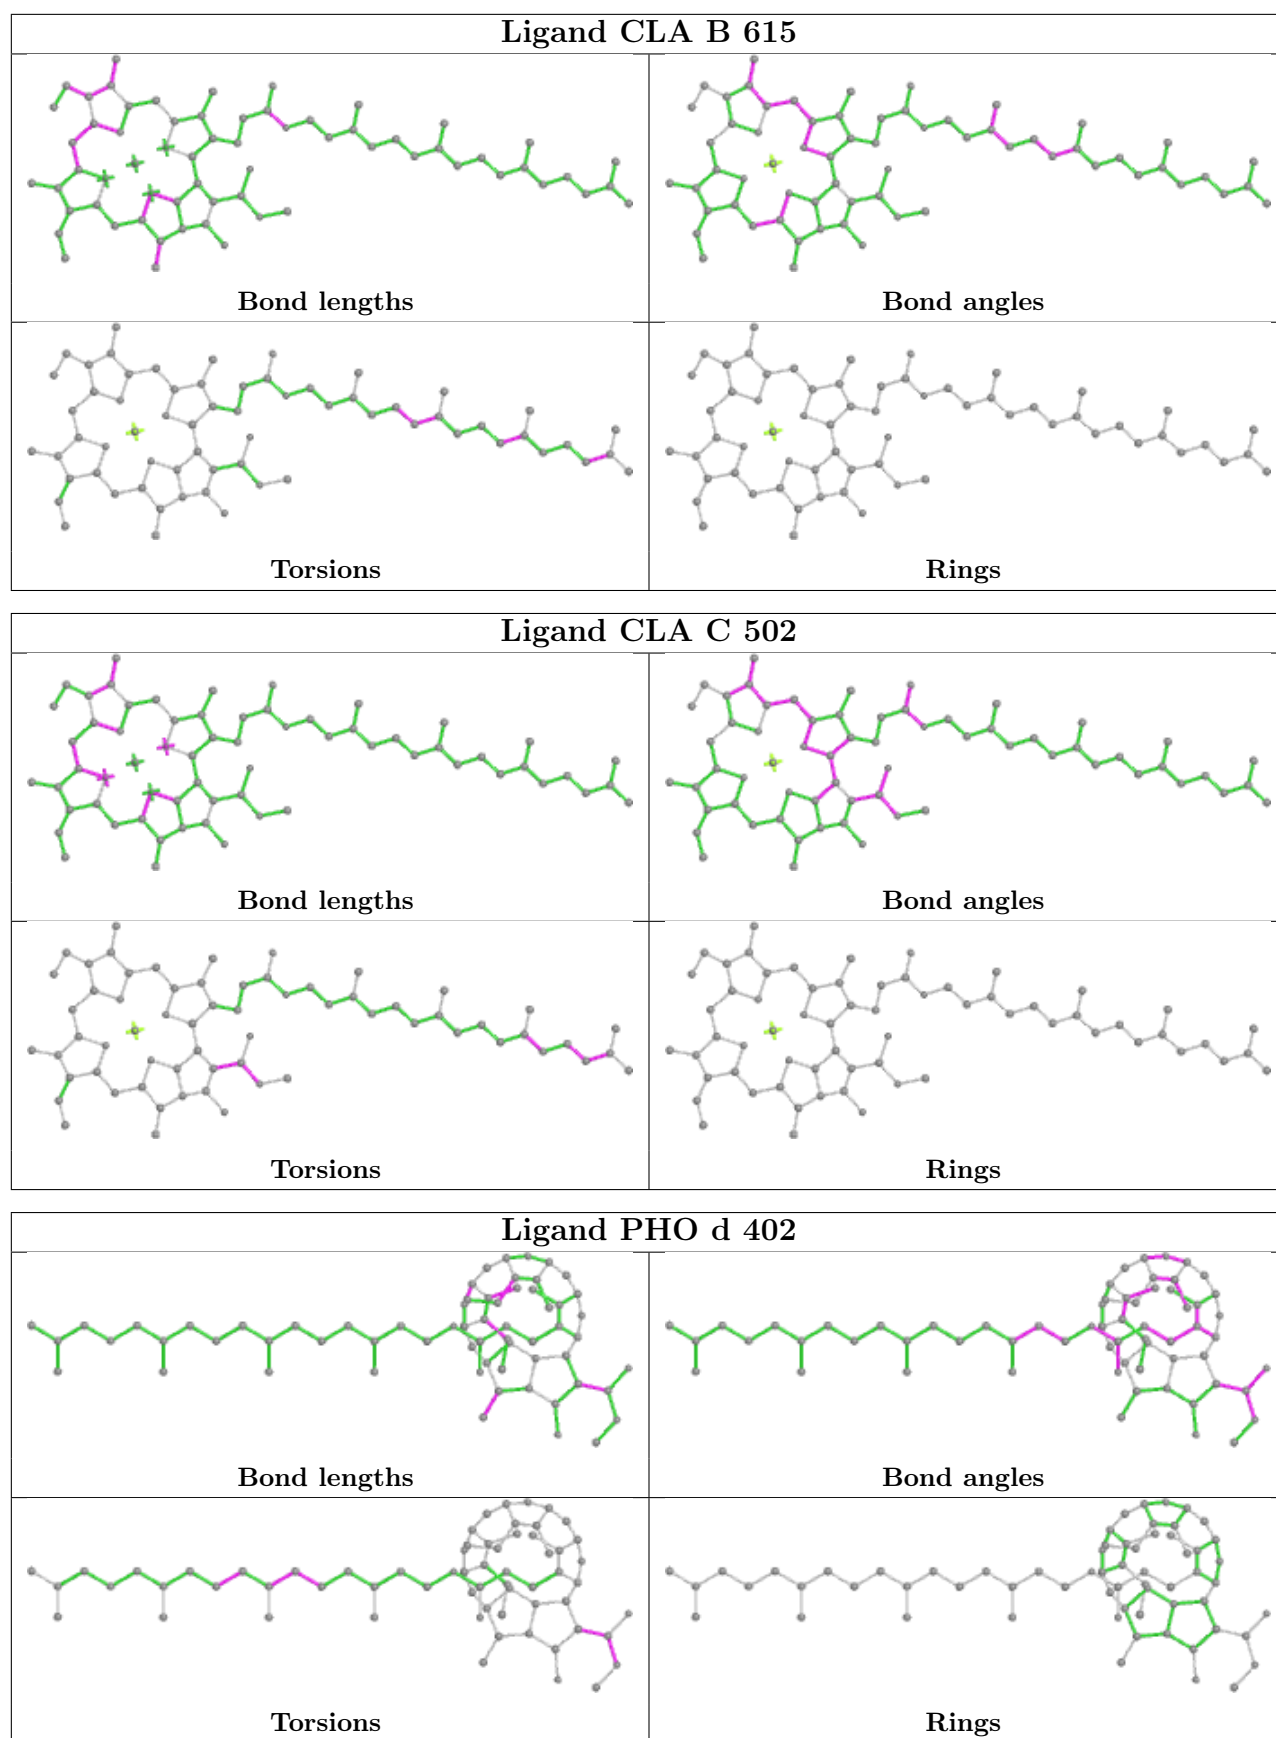 Ligand CLA B 615
Bond lengths
Bond angles
Torsions
Rings
Ligand CLA C 502
Bond lengths
Bond angles
Torsions
Rings
Ligand PHO d 402
Bond lengths
Bond angles
Torsions
Rings